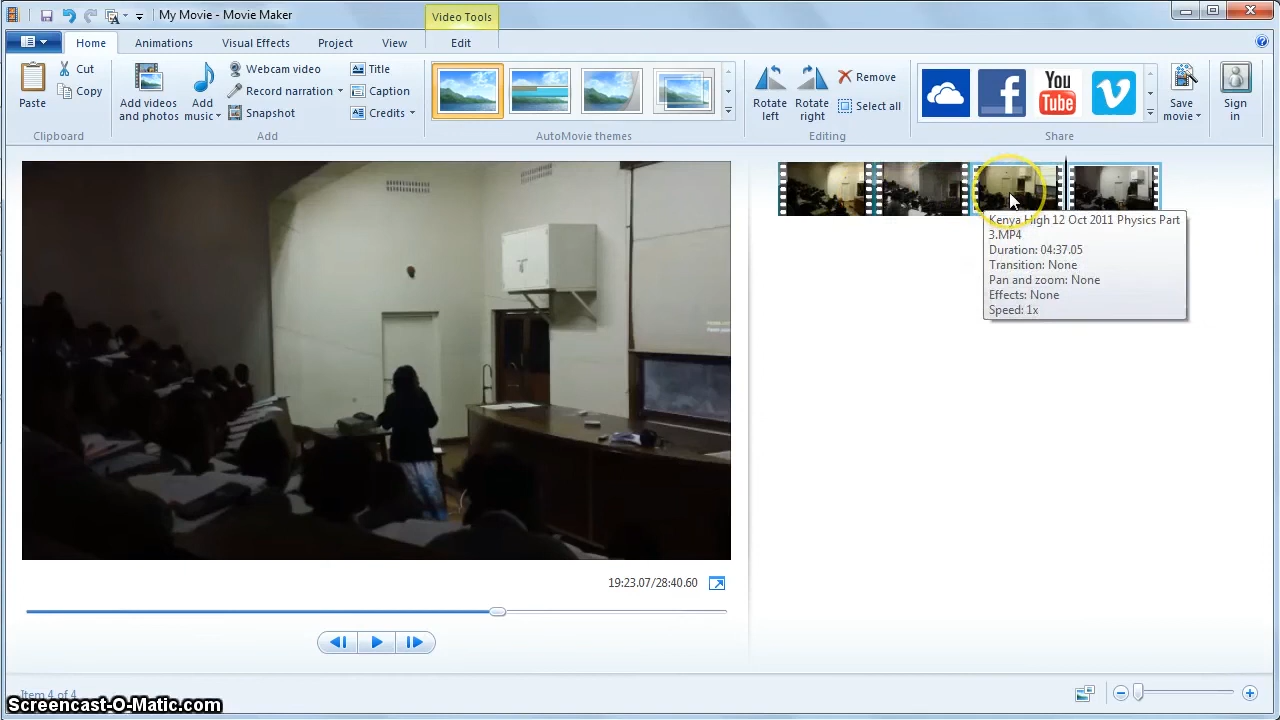 My Movie - Movie Maker
Video Tools
Home
Animations
Visual Effects
Project
View
Edit
Paste
Cut
Copy
Clipboard
Add videos
and photos
Add
music
Webcam video
Record narration
Snapshot
Title
Caption
Credits
Add
AutoMovie themes
Rotate
left
Rotate
right
Remove
Select all
Editing
f
You
Tube
v
Share
Save
movie
Sign
in
Kenya High 12 Oct 2011 Physics Part
3.MP4
Duration: 04:37.05
Transition: None
Pan and zoom: None
Effects: None
Speed: 1x
19:23.07/28:40.60
Item 4 of 4
Screencast-O-Matic.com